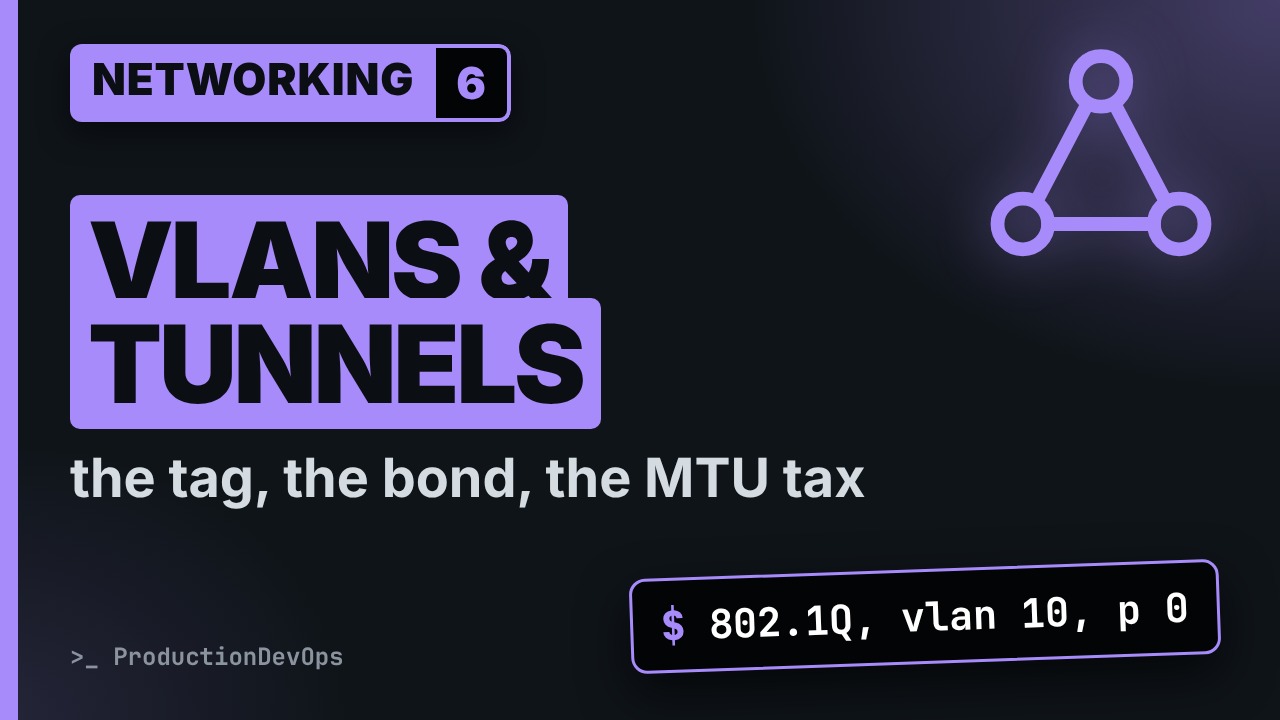 NETWORKING 6
VLANS &
TUNNELS
the tag, the bond, the MTU tax
$ 802.1Q, vlan 10, p 0
>_ ProductionDevOps